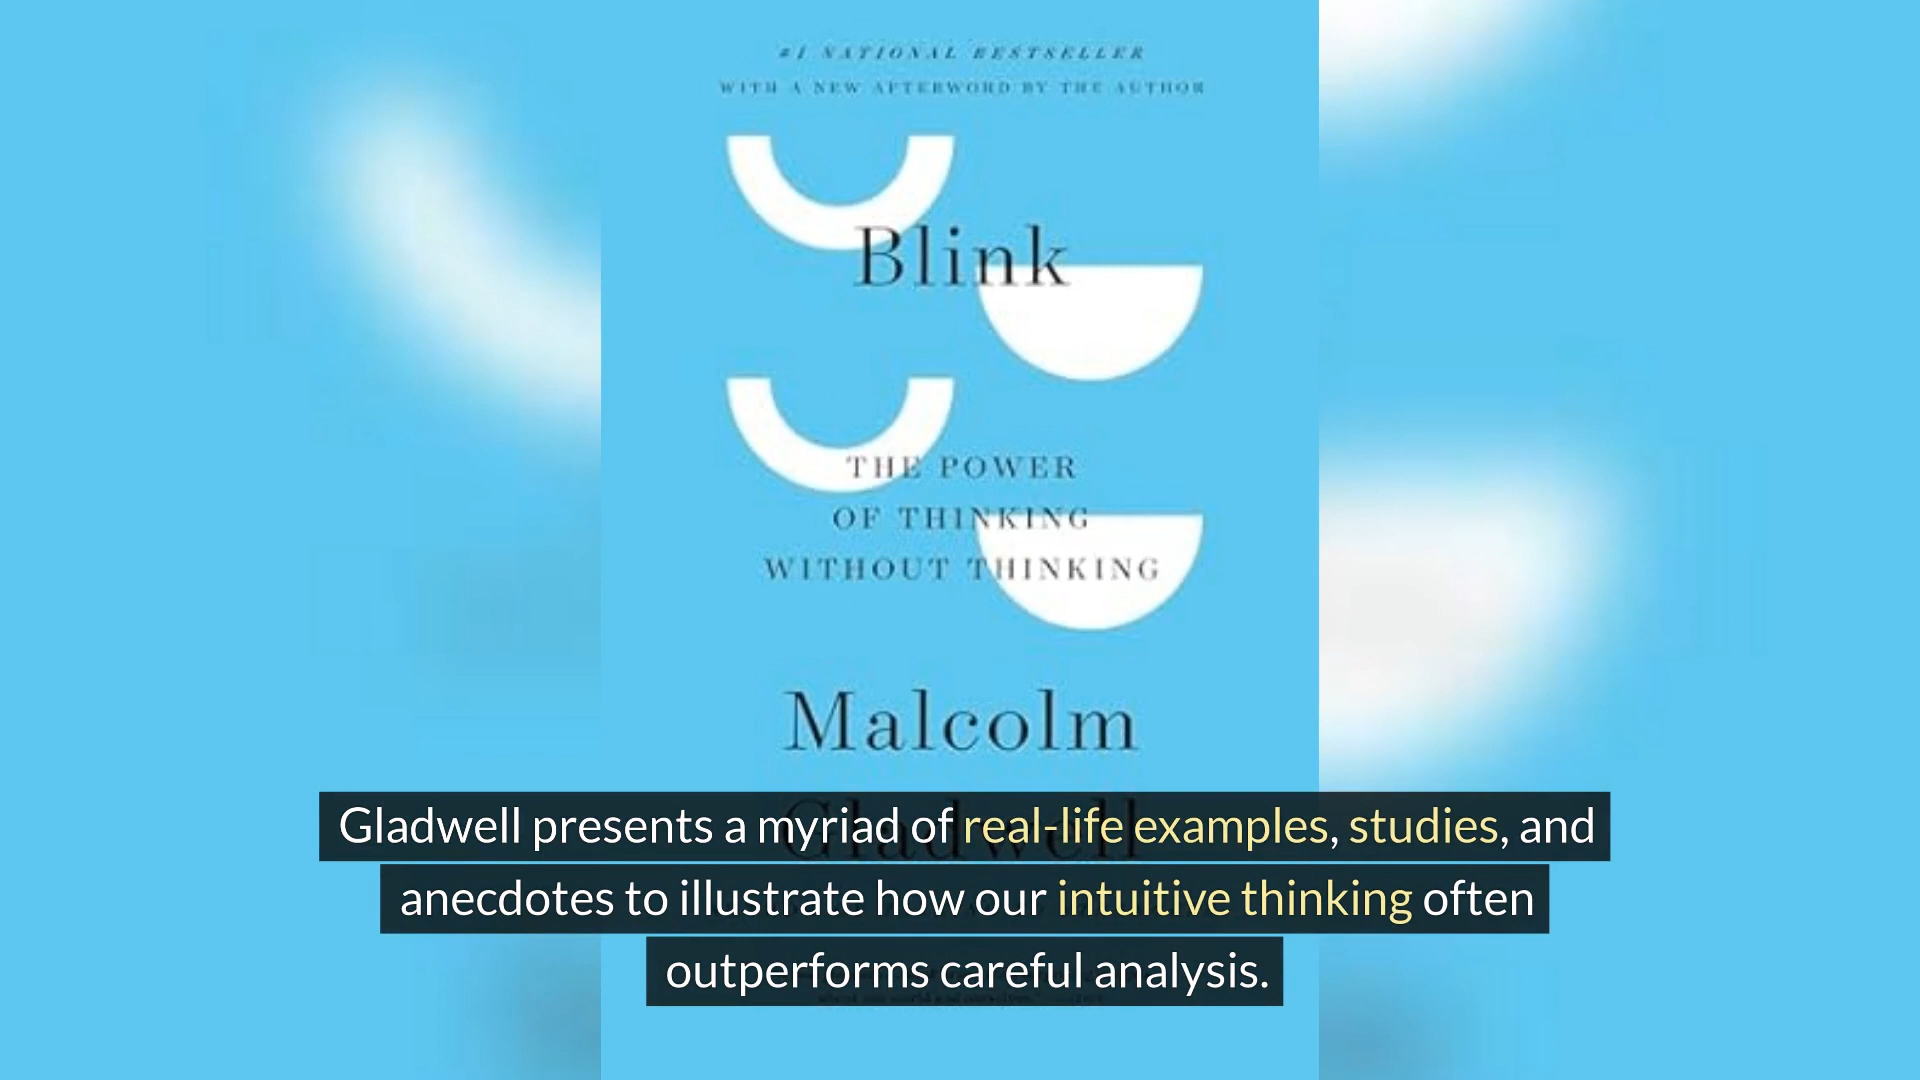 #1 NATIONAL BESTSELLER
WITH A NEW AFTERWORD BY THE AUTHOR
Blink
THE POWER
OF THINKING
WITHOUT THINKING
Malcolm
Gladwell
Gladwell presents a myriad of real-life examples, studies, and
anecdotes to illustrate how our intuitive thinking often
outperforms careful analysis.